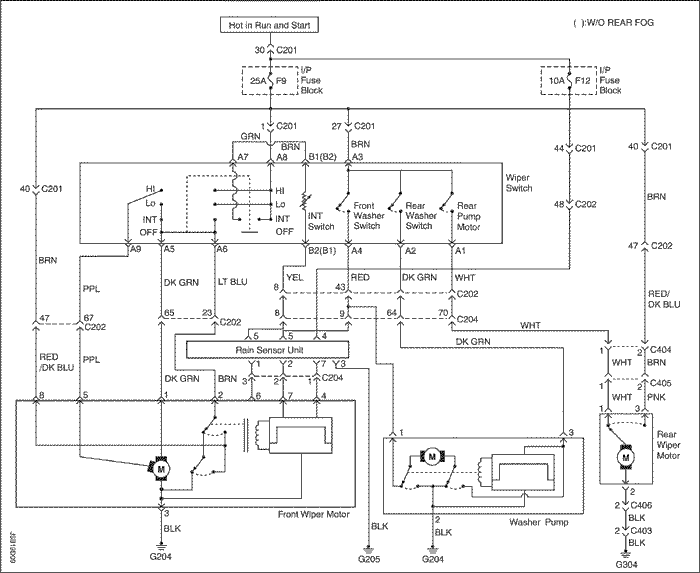 Hot in Run and Start
( ):W/O REAR FOG
30 C201
25A F9
I/P
Fuse
Block
10A F12
I/P
Fuse
Block
1 C201
27 C201
GRN
BRN
BRN
44 C201
40 C201
A7 A8 B1(B2) A3
Wiper
Switch
40 C201
HI
Lo
INT
OFF
HI
Lo
INT
OFF
INT
Switch
Front
Washer
Switch
Rear
Washer
Switch
Rear
Pump
Motor
48 C202
BRN
47 C202
A9 A5 A6 B2(B1) A4 A2 A1
BRN
PPL
DK GRN
LT BLU
YEL
RED
DK GRN
WHT
8 43 C202
RED/
DK BLU
47 67
C202
65 23 C202
8 9 64 70 C204
WHT
5 5 4
Rain Sensor Unit
DK GRN
1 2 C404
RED
/DK BLU
PPL
1 2 7 Y3
WHT BRN
DK GRN
BRN
3 2 1 C204
1 2 C405
WHT PNK
8 5 1 2 6 7 4
1 3
1 3
Rear
Wiper
Motor
M
M
M
2
3
Front Wiper Motor
2
Washer Pump
2 C406
BLK
BLK
BLK
BLK
2 C403
BLK
G204
G205
G204
G304